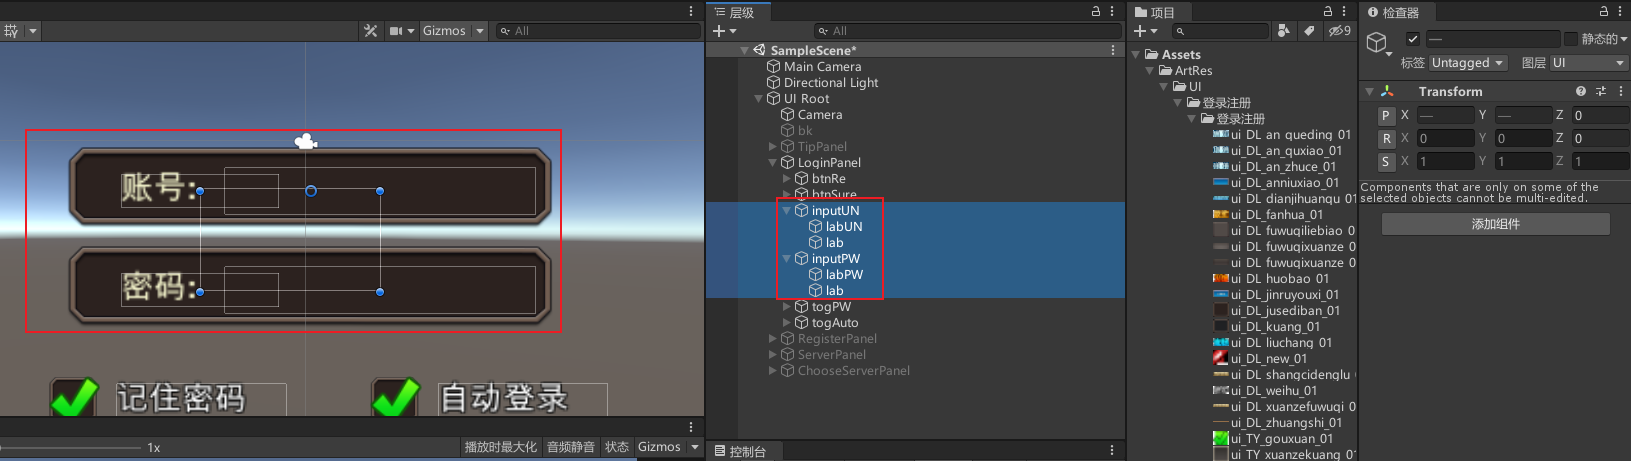 Gizmos
All
账号:
密码:
记住密码
自动登录
1x
播放时最大化
音频静音
状态
Gizmos
层级
All
SampleScene*
Main Camera
Directional Light
UI Root
Camera
bk
TipPanel
LoginPanel
btnRe
btnSure
inputUN
labUN
lab
inputPW
labPW
lab
togPW
togAuto
RegisterPanel
ServerPanel
ChooseServerPanel
控制台
项目
9
Assets
ArtRes
UI
登录注册
登录注册
ui_DL_an_queding_01
ui_DL_an_quxiao_01
ui_DL_an_zhuce_01
ui_DL_anniuxiao_01
ui_DL_dianjihuanqu_01
ui_DL_fanhua_01
ui_DL_fuwuqiliebiao_0
ui_DL_fuwuqixuanze_0
ui_DL_fuwuqixuanze_0
ui_DL_huobao_01
ui_DL_jinruyouxi_01
ui_DL_jusediban_01
ui_DL_kuang_01
ui_DL_liuchang_01
ui_DL_new_01
ui_DL_shangcidenglu
ui_DL_weihu_01
ui_DL_xuanzefuwuqi_0
ui_DL_zhuangshi_01
ui_TY_gouxuan_01
ui_TY_xuanzekuang_01
检查器
—
静态的
标签 Untagged 图层 UI
Transform
P X — Y — Z 0
R X 0 Y 0 Z 0
S X 1 Y 1 Z 1
Components that are only on some of the
selected objects cannot be multi-edited.
添加组件